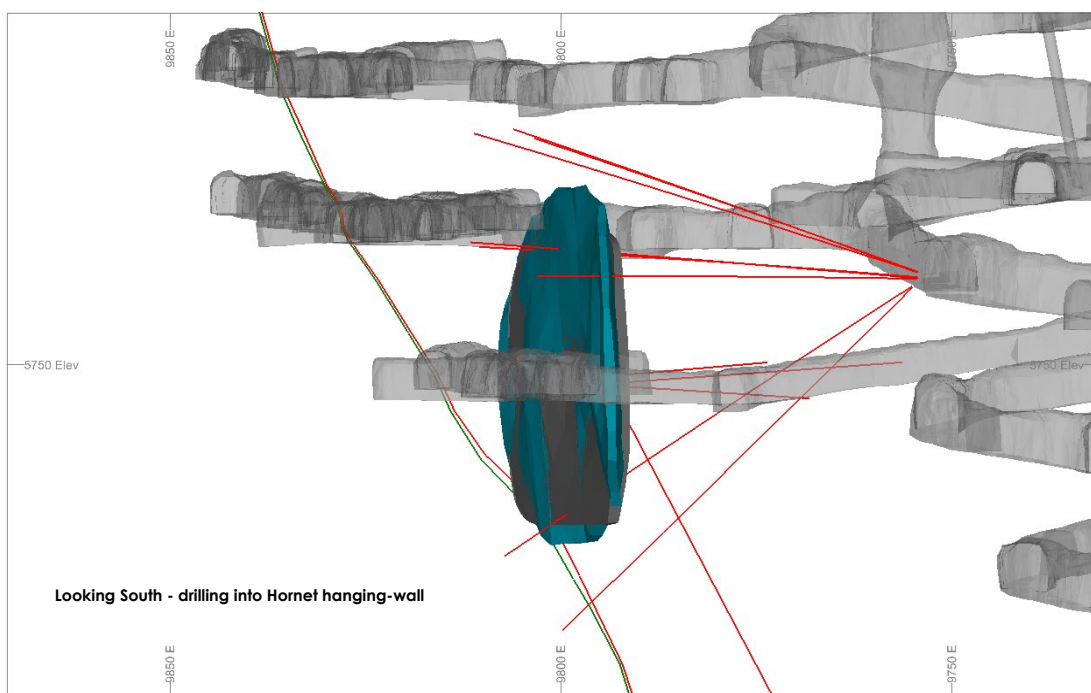 9850 E
9800 E
9750 E
5750 Elev
5750 Elev
Looking South - drilling into Hornet hanging-wall
9850 E
9800 E
9750 E